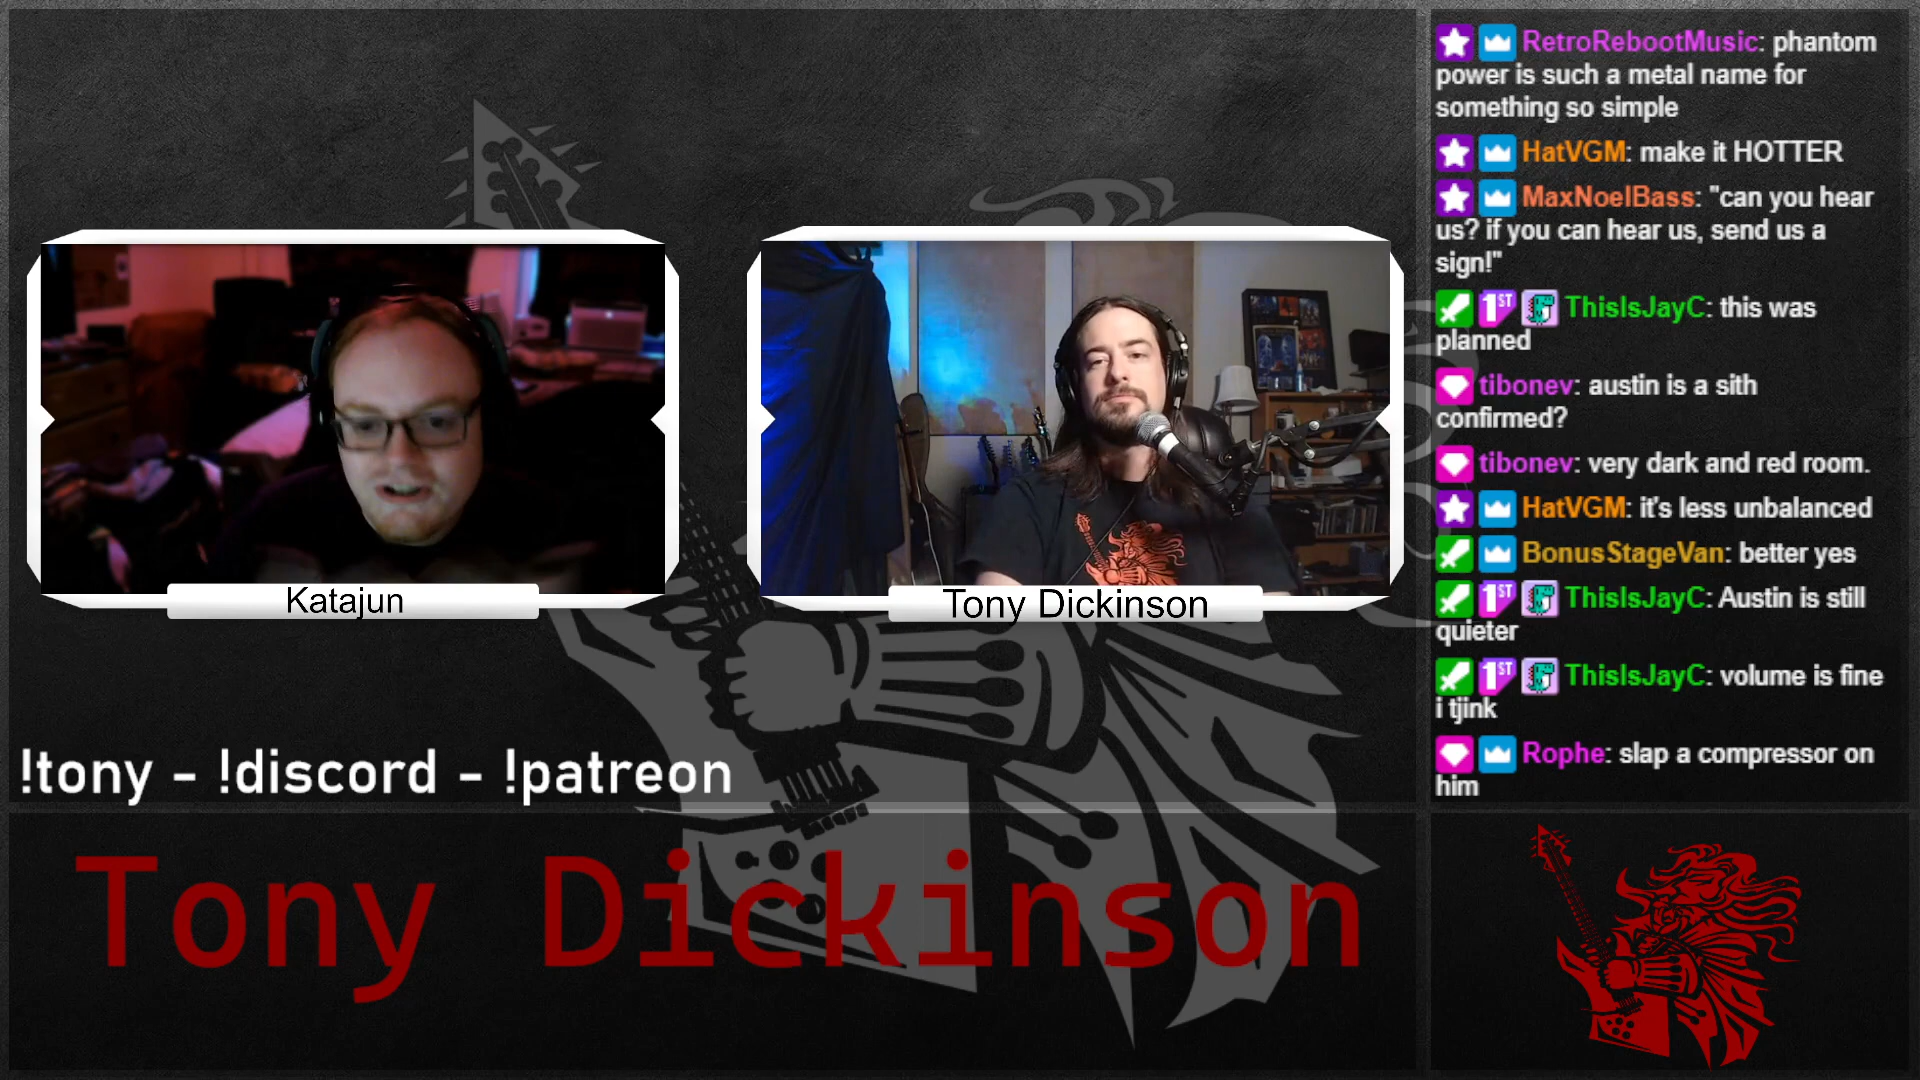 RetroRebootMusic: phantom
power is such a metal name for
something so simple
HatVGM: make it HOTTER
MaxNoelBass: "can you hear
us? if you can hear us, send us a
sign!"
1ST ThisIsJayC: this was
planned
tibonev: austin is a sith
confirmed?
tibonev: very dark and red room.
HatVGM: it's less unbalanced
BonusStageVan: better yes
1ST ThisIsJayC: Austin is still
quieter
1ST ThisIsJayC: volume is fine
i tjink
Rophe: slap a compressor on
him
Katajun
Tony Dickinson
!tony - !discord - !patreon
Tony Dickinson